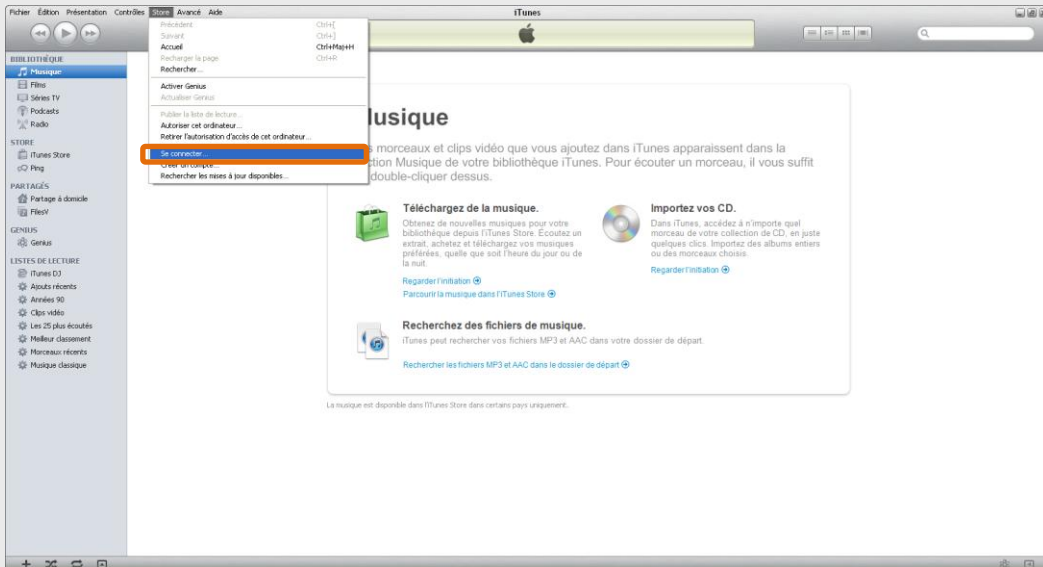 Fichier Édition Présentation Contrôles Store Avancé Aide
iTunes
Précédent Ctrl+[
Suivant Ctrl+]
Accueil Ctrl+Maj+H
Recharger la page Ctrl+R
Rechercher...
Activer Genius
Actualiser Genius
Publier la liste de lecture...
Autoriser cet ordinateur...
Retirer l'autorisation d'accès de cet ordinateur...
Se connecter...
Créer un compte...
Rechercher les mises à jour disponibles...
BIBLIOTHÈQUE
Musique
Films
Séries TV
Podcasts
Radio
STORE
iTunes Store
Ping
PARTAGÉS
Partage à domicile
FilesV
GENIUS
Genius
LISTES DE LECTURE
iTunes DJ
Ajouts récents
Années 90
Clips vidéo
Les 25 plus écoutés
Meilleur classement
Morceaux récents
Musique classique
usique
morceaux et clips vidéo que vous ajoutez dans iTunes apparaissent dans la
ction Musique de votre bibliothèque iTunes. Pour écouter un morceau, il vous suffit
double-cliquer dessus.
Téléchargez de la musique.
Obtenez de nouvelles musiques pour votre
bibliothèque depuis l'iTunes Store. Écoutez un
extrait, achetez et téléchargez vos musiques
préférées, quelle que soit l'heure du jour ou de
la nuit.
Regarder l'initiation
Parcourir la musique dans l'iTunes Store
Importez vos CD.
Dans iTunes, accédez à n'importe quel
morceau de votre collection de CD, en juste
quelques clics. Importez des albums entiers
ou des morceaux choisis.
Regarder l'initiation
Recherchez des fichiers de musique.
iTunes peut rechercher vos fichiers MP3 et AAC dans votre dossier de départ.
Rechercher les fichiers MP3 et AAC dans le dossier de départ
La musique est disponible dans l'iTunes Store dans certains pays uniquement.